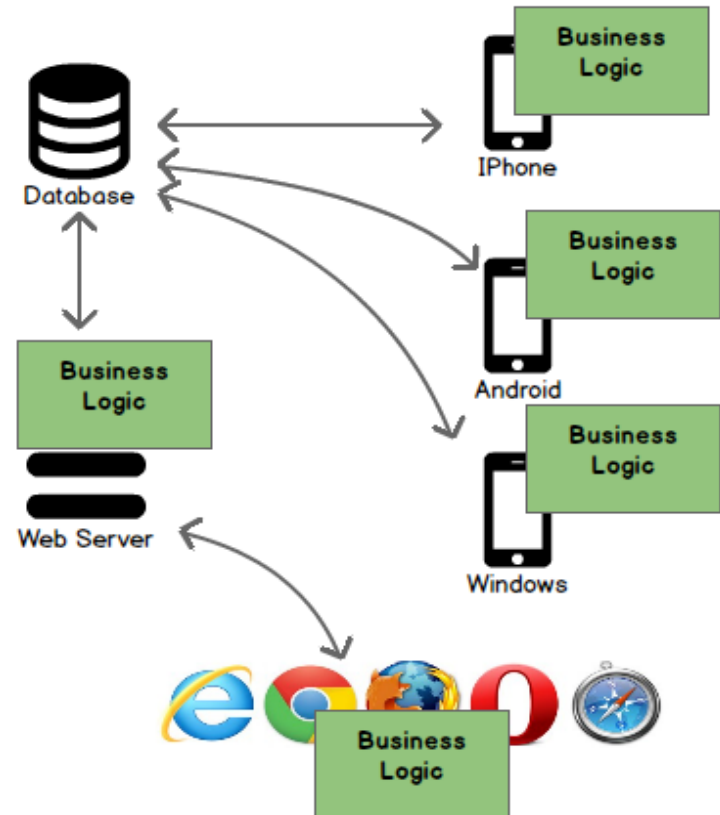 Business
Logic
IPhone
Database
Business
Logic
Android
Business
Logic
Web Server
Business
Logic
Windows
Business
Logic